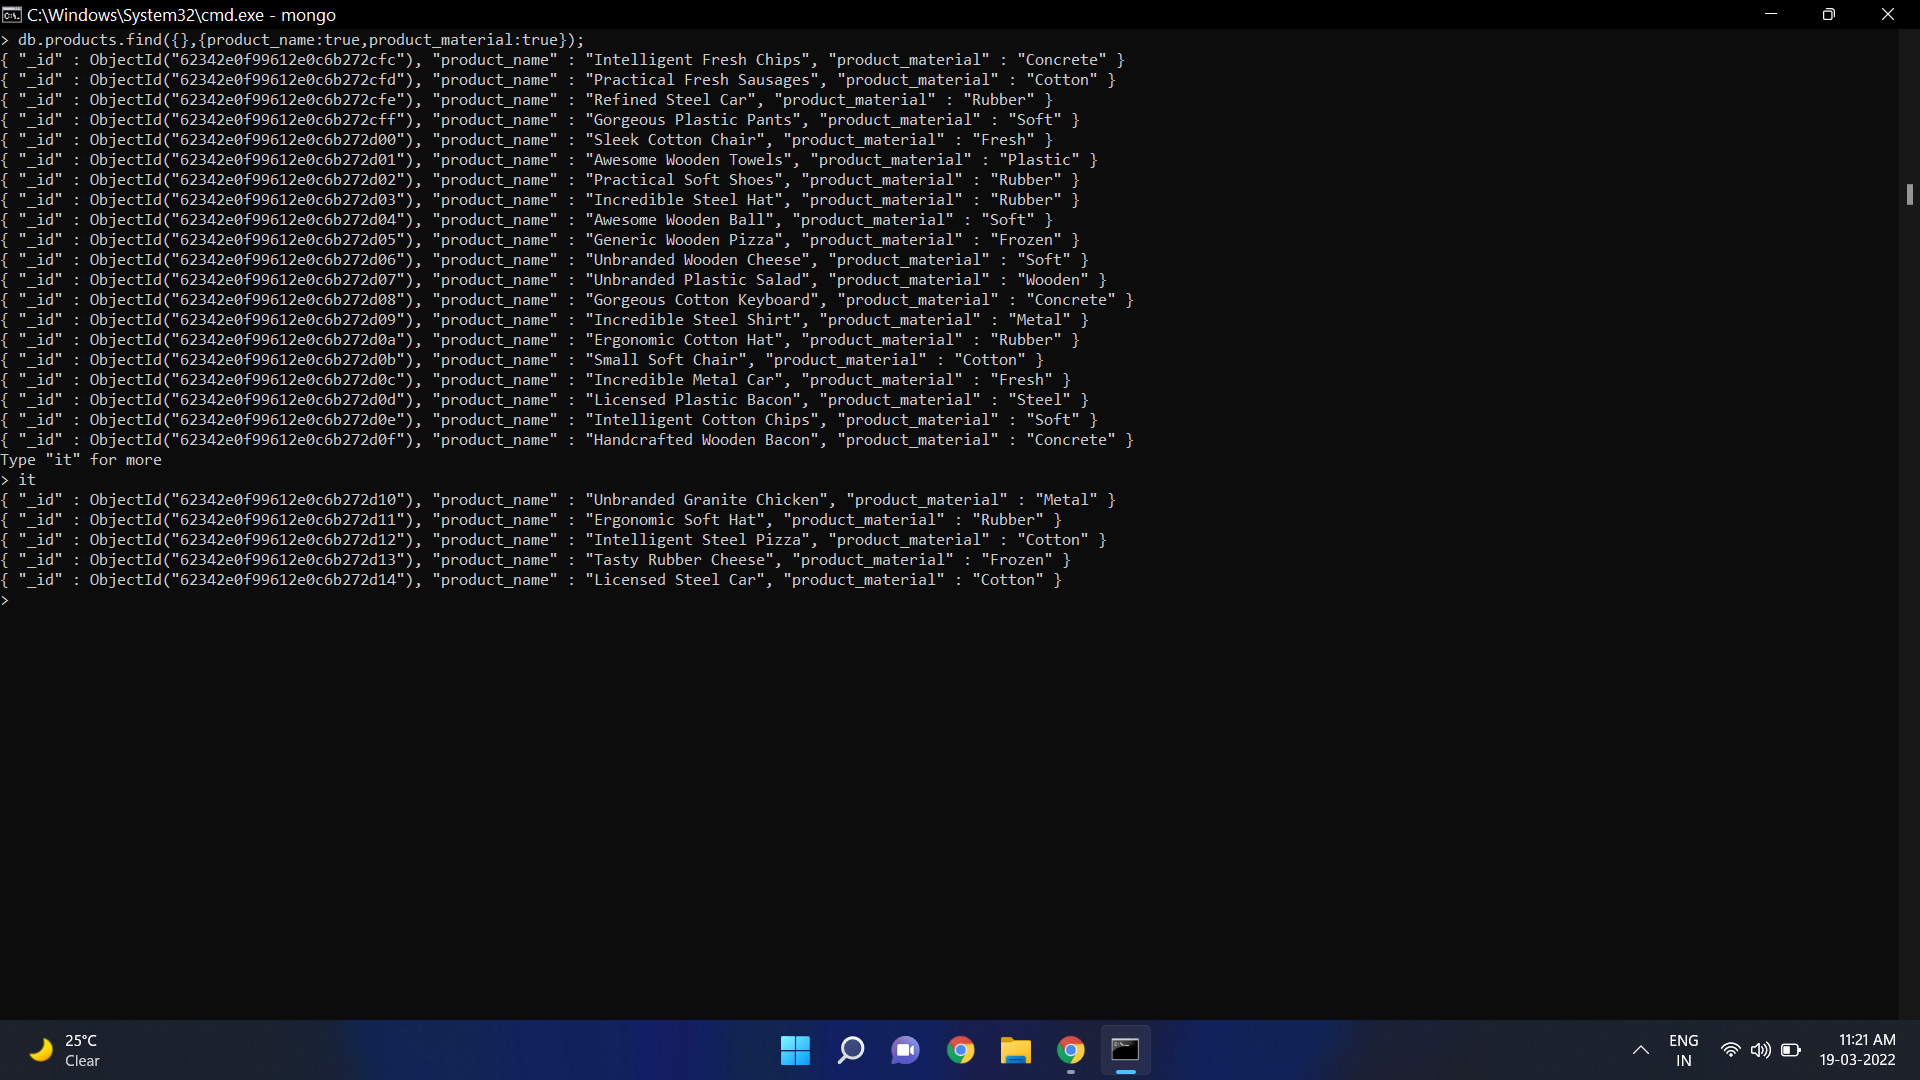 C:\Windows\System32\cmd.exe - mongo
> db.products.find({},{product_name:true,product_material:true});
{ "_id" : ObjectId("62342e0f99612e0c6b272cfc"), "product_name" : "Intelligent Fresh Chips", "product_material" : "Concrete" }
{ "_id" : ObjectId("62342e0f99612e0c6b272cfd"), "product_name" : "Practical Fresh Sausages", "product_material" : "Cotton" }
{ "_id" : ObjectId("62342e0f99612e0c6b272cfe"), "product_name" : "Refined Steel Car", "product_material" : "Rubber" }
{ "_id" : ObjectId("62342e0f99612e0c6b272cff"), "product_name" : "Gorgeous Plastic Pants", "product_material" : "Soft" }
{ "_id" : ObjectId("62342e0f99612e0c6b272d00"), "product_name" : "Sleek Cotton Chair", "product_material" : "Fresh" }
{ "_id" : ObjectId("62342e0f99612e0c6b272d01"), "product_name" : "Awesome Wooden Towels", "product_material" : "Plastic" }
{ "_id" : ObjectId("62342e0f99612e0c6b272d02"), "product_name" : "Practical Soft Shoes", "product_material" : "Rubber" }
{ "_id" : ObjectId("62342e0f99612e0c6b272d03"), "product_name" : "Incredible Steel Hat", "product_material" : "Rubber" }
{ "_id" : ObjectId("62342e0f99612e0c6b272d04"), "product_name" : "Awesome Wooden Ball", "product_material" : "Soft" }
{ "_id" : ObjectId("62342e0f99612e0c6b272d05"), "product_name" : "Generic Wooden Pizza", "product_material" : "Frozen" }
{ "_id" : ObjectId("62342e0f99612e0c6b272d06"), "product_name" : "Unbranded Wooden Cheese", "product_material" : "Soft" }
{ "_id" : ObjectId("62342e0f99612e0c6b272d07"), "product_name" : "Unbranded Plastic Salad", "product_material" : "Wooden" }
{ "_id" : ObjectId("62342e0f99612e0c6b272d08"), "product_name" : "Gorgeous Cotton Keyboard", "product_material" : "Concrete" }
{ "_id" : ObjectId("62342e0f99612e0c6b272d09"), "product_name" : "Incredible Steel Shirt", "product_material" : "Metal" }
{ "_id" : ObjectId("62342e0f99612e0c6b272d0a"), "product_name" : "Ergonomic Cotton Hat", "product_material" : "Rubber" }
{ "_id" : ObjectId("62342e0f99612e0c6b272d0b"), "product_name" : "Small Soft Chair", "product_material" : "Cotton" }
{ "_id" : ObjectId("62342e0f99612e0c6b272d0c"), "product_name" : "Incredible Metal Car", "product_material" : "Fresh" }
{ "_id" : ObjectId("62342e0f99612e0c6b272d0d"), "product_name" : "Licensed Plastic Bacon", "product_material" : "Steel" }
{ "_id" : ObjectId("62342e0f99612e0c6b272d0e"), "product_name" : "Intelligent Cotton Chips", "product_material" : "Soft" }
{ "_id" : ObjectId("62342e0f99612e0c6b272d0f"), "product_name" : "Handcrafted Wooden Bacon", "product_material" : "Concrete" }
Type "it" for more
> it
{ "_id" : ObjectId("62342e0f99612e0c6b272d10"), "product_name" : "Unbranded Granite Chicken", "product_material" : "Metal" }
{ "_id" : ObjectId("62342e0f99612e0c6b272d11"), "product_name" : "Ergonomic Soft Hat", "product_material" : "Rubber" }
{ "_id" : ObjectId("62342e0f99612e0c6b272d12"), "product_name" : "Intelligent Steel Pizza", "product_material" : "Cotton" }
{ "_id" : ObjectId("62342e0f99612e0c6b272d13"), "product_name" : "Tasty Rubber Cheese", "product_material" : "Frozen" }
{ "_id" : ObjectId("62342e0f99612e0c6b272d14"), "product_name" : "Licensed Steel Car", "product_material" : "Cotton" }
>
25°C
Clear
ENG
IN
11:21 AM
19-03-2022